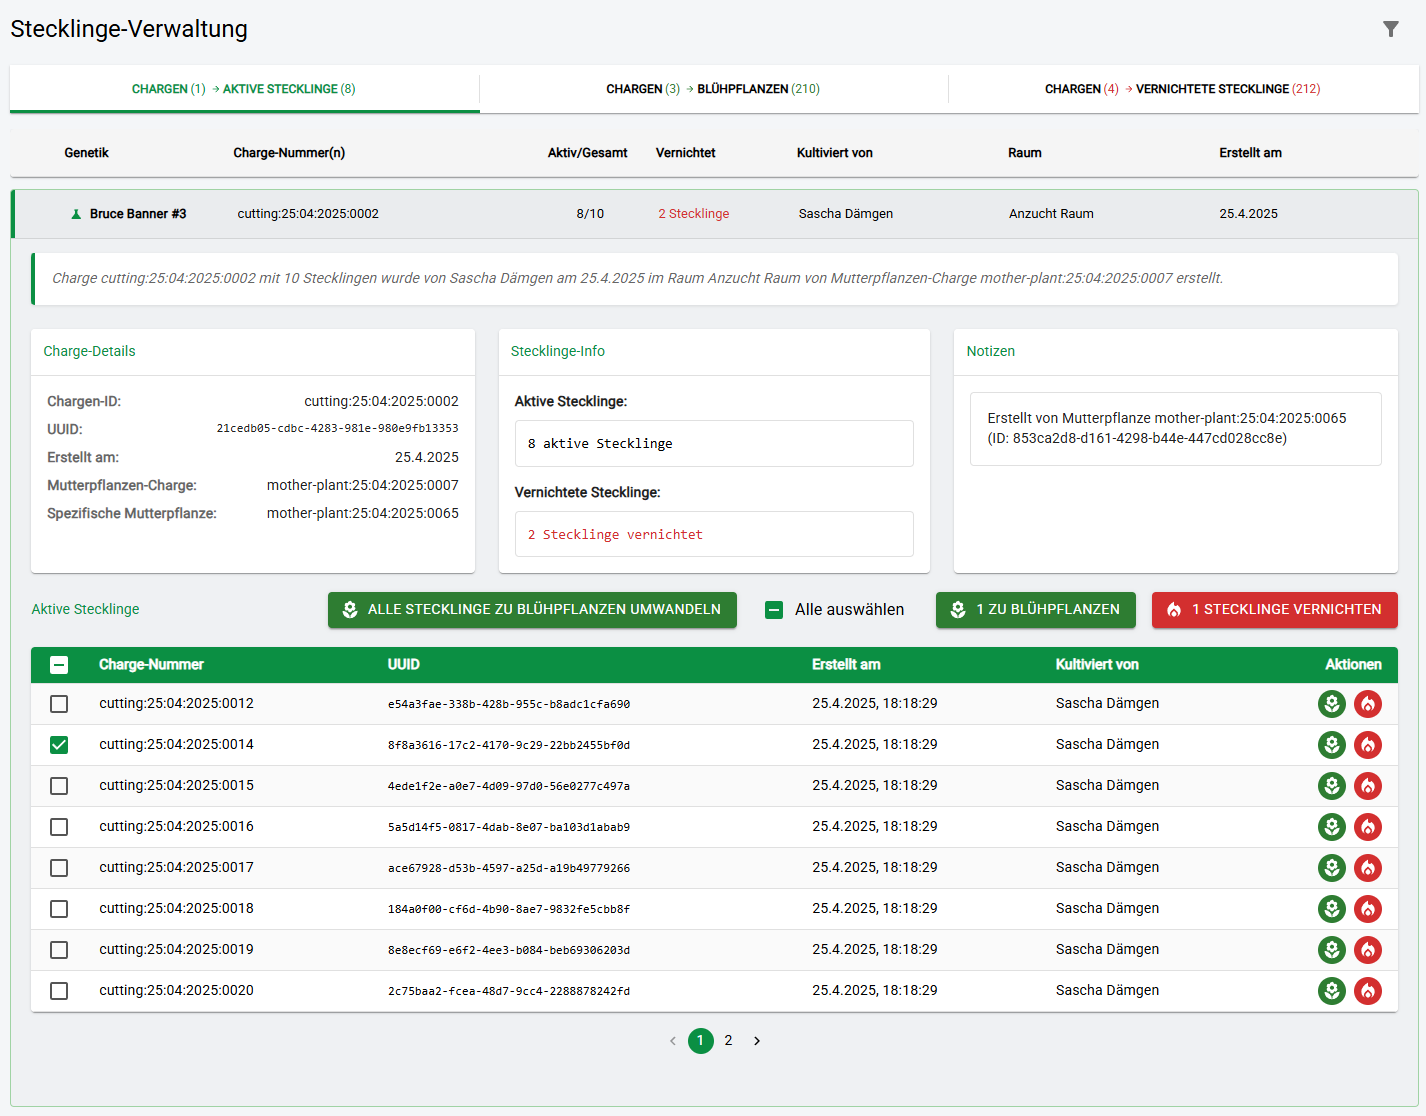 Stecklinge-Verwaltung
CHARGEN (1) → AKTIVE STECKLINGE (8)
CHARGEN (3) → BLÜHPFLANZEN (210)
CHARGEN (4) → VERNICHTETE STECKLINGE (212)
Genetik Charge-Nummer(n) Aktiv/Gesamt Vernichtet Kultiviert von Raum Erstellt am
Bruce Banner #3 cutting:25:04:2025:0002 8/10 2 Stecklinge Sascha Dämgen Anzucht Raum 25.4.2025
Charge cutting:25:04:2025:0002 mit 10 Stecklingen wurde von Sascha Dämgen am 25.4.2025 im Raum Anzucht Raum von Mutterpflanzen-Charge mother-plant:25:04:2025:0007 erstellt.
Charge-Details
Chargen-ID: cutting:25:04:2025:0002
UUID: 21cedb05-cdbc-4283-981e-980e9fb13353
Erstellt am: 25.4.2025
Mutterpflanzen-Charge: mother-plant:25:04:2025:0007
Spezifische Mutterpflanze: mother-plant:25:04:2025:0065
Stecklinge-Info
Aktive Stecklinge:
8 aktive Stecklinge
Vernichtete Stecklinge:
2 Stecklinge vernichtet
Notizen
Erstellt von Mutterpflanze mother-plant:25:04:2025:0065
(ID: 853ca2d8-d161-4298-b44e-447cd028cc8e)
Aktive Stecklinge
ALLE STECKLINGE ZU BLÜHPFLANZEN UMWANDELN
Alle auswählen
1 ZU BLÜHPFLANZEN
1 STECKLINGE VERNICHTEN
Charge-Nummer UUID Erstellt am Kultiviert von Aktionen
cutting:25:04:2025:0012 e54a3fae-338b-428b-955c-b8adc1cfa690 25.4.2025, 18:18:29 Sascha Dämgen
cutting:25:04:2025:0014 8f8a3616-17c2-4170-9c29-22bb2455bf0d 25.4.2025, 18:18:29 Sascha Dämgen
cutting:25:04:2025:0015 4ede1f2e-a0e7-4d09-97d0-56e0277c497a 25.4.2025, 18:18:29 Sascha Dämgen
cutting:25:04:2025:0016 5a5d14f5-0817-4dab-8e07-ba103d1abab9 25.4.2025, 18:18:29 Sascha Dämgen
cutting:25:04:2025:0017 ace67928-d53b-4597-a25d-a19b49779266 25.4.2025, 18:18:29 Sascha Dämgen
cutting:25:04:2025:0018 184a0f00-cf6d-4b90-8ae7-9832fe5cbb8f 25.4.2025, 18:18:29 Sascha Dämgen
cutting:25:04:2025:0019 8e8ecf69-e6f2-4ee3-b084-beb69306203d 25.4.2025, 18:18:29 Sascha Dämgen
cutting:25:04:2025:0020 2c75baa2-fcea-48d7-9cc4-2288878242fd 25.4.2025, 18:18:29 Sascha Dämgen
1 2